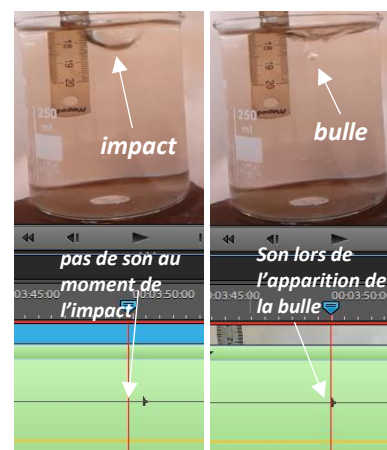 18
19
20
250
ml
impact
pas de son au
moment de
l'impact
03:45:00
00:03:50:00
18
19
20
250
ml
bulle
Son lors de
l'apparition de
la bulle
03:45:00
00:03:50:00